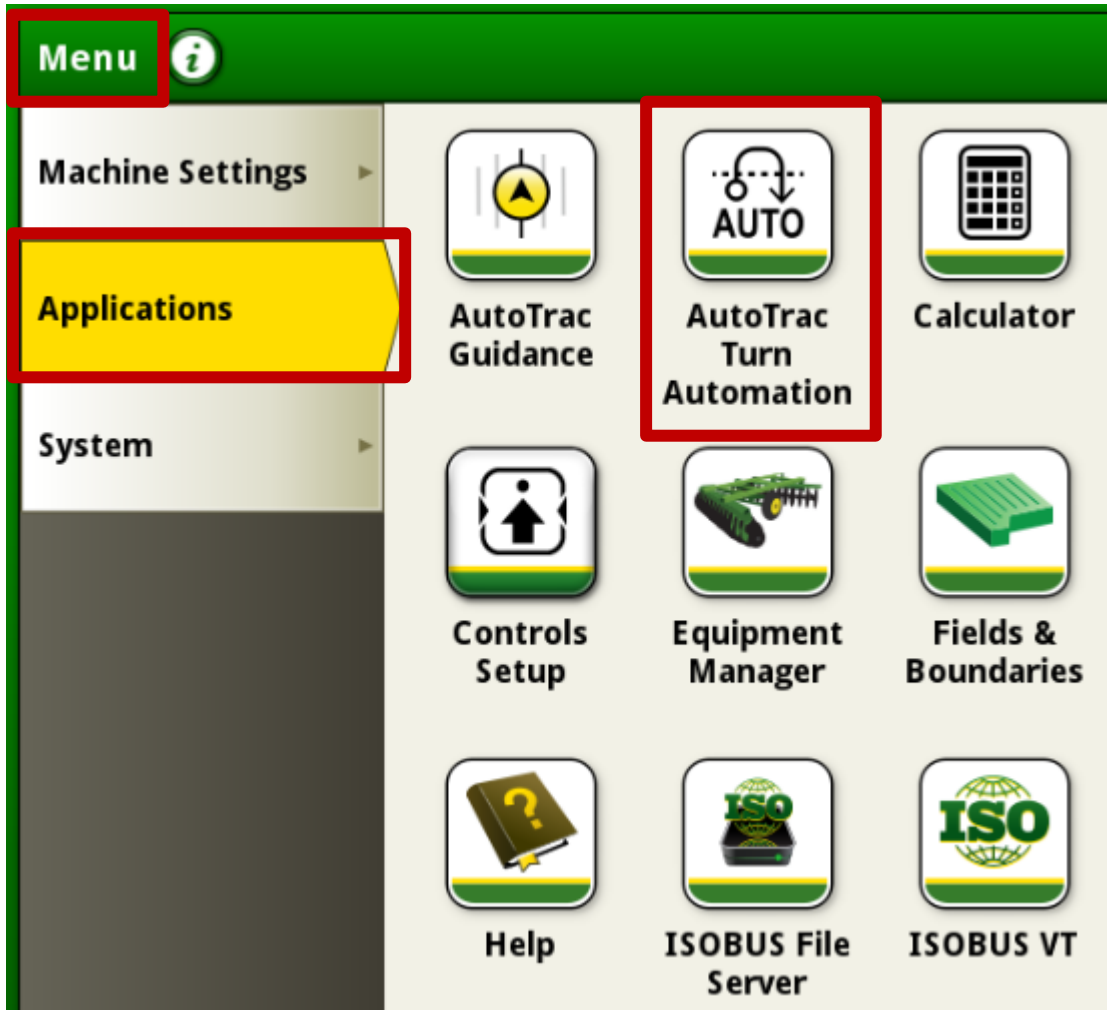 Menu i
Machine Settings
Applications
System
AUTO
AutoTrac
Guidance
AutoTrac
Turn
Automation
Calculator
Controls
Setup
Equipment
Manager
Fields &
Boundaries
?
ISO
ISO
Help
ISOBUS File
Server
ISOBUS VT